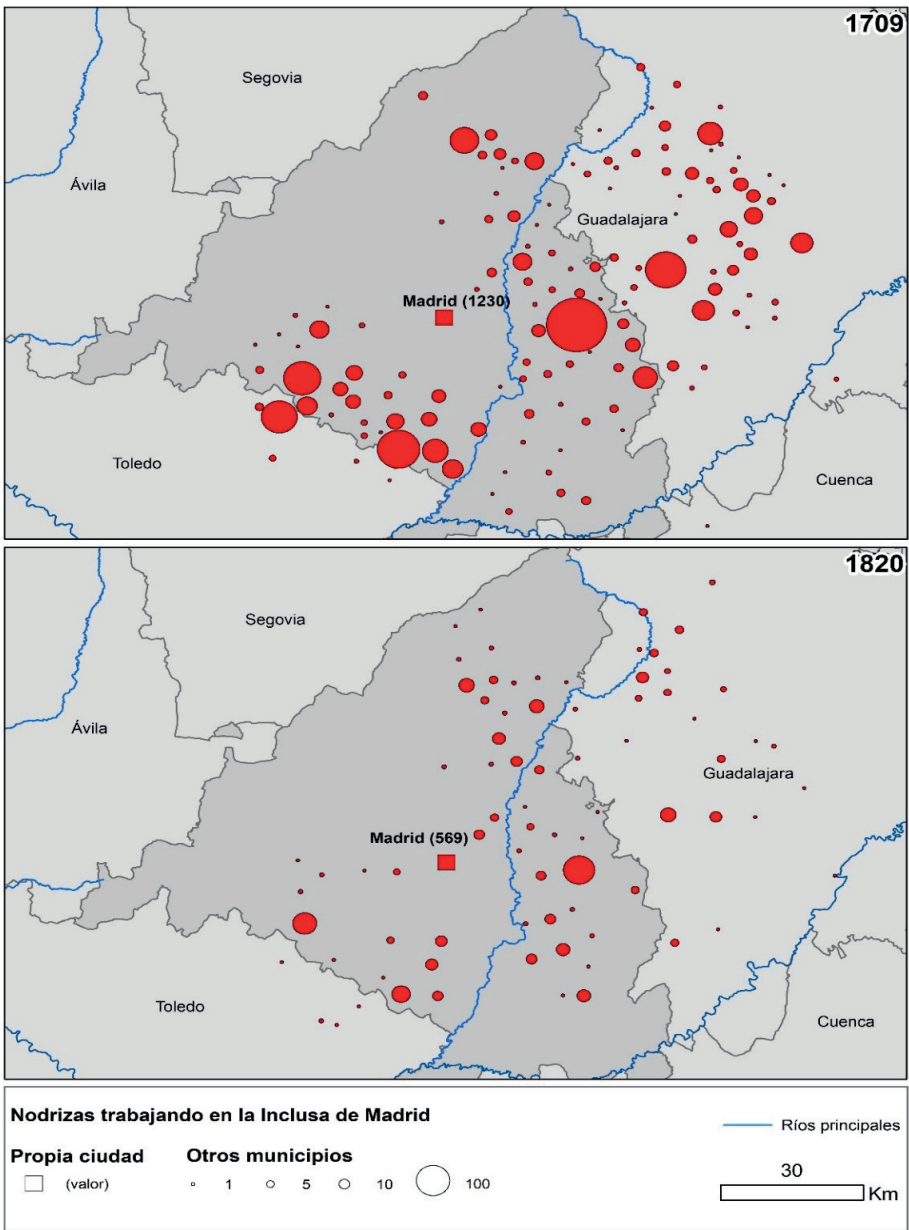 1709
Segovia
Ávila
Guadalajara
Madrid (1230)
Toledo
Cuenca
1820
Segovia
Ávila
Guadalajara
Madrid (569)
Toledo
Cuenca
Nodrizas trabajando en la Inclusa de Madrid
Propia ciudad
(valor)
Otros municipios
1 5 10 100
Ríos principales
30
Km